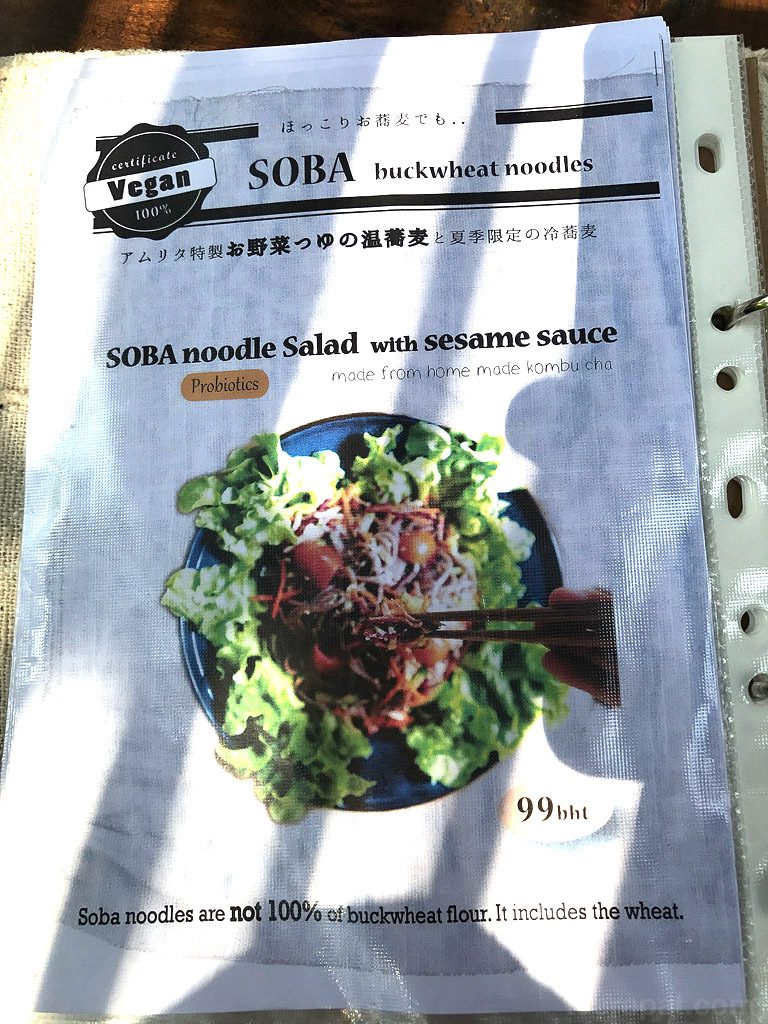 ほっこりお蕎麦でも..
certificate
Vegan
100%
SOBA buckwheat noodles
アムリタ特製お野菜つゆの温蕎麦と夏季限定の冷蕎麦
SOBA noodle Salad with sesame sauce
Probiotics
made from home made kombu cha
99bht
Soba noodles are not 100% of buckwheat flour. It includes the wheat.